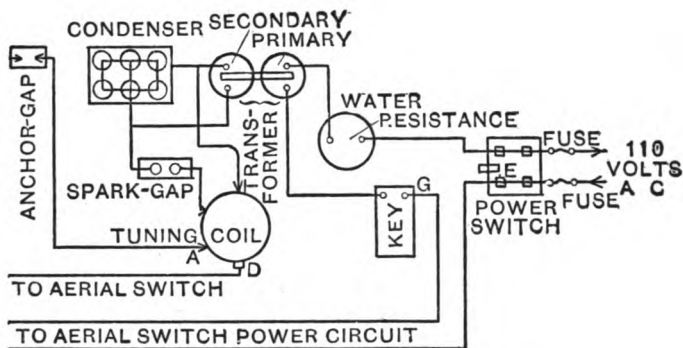 CONDENSER
SECONDARY
PRIMARY
ANCHOR-GAP
TRANS-
FORMER
WATER
RESISTANCE
FUSE
110
VOLTS
A C
FUSE
E
POWER
SWITCH
SPARK-GAP
KEY
G
TUNING COIL
A
D
TO AERIAL SWITCH
TO AERIAL SWITCH POWER CIRCUIT